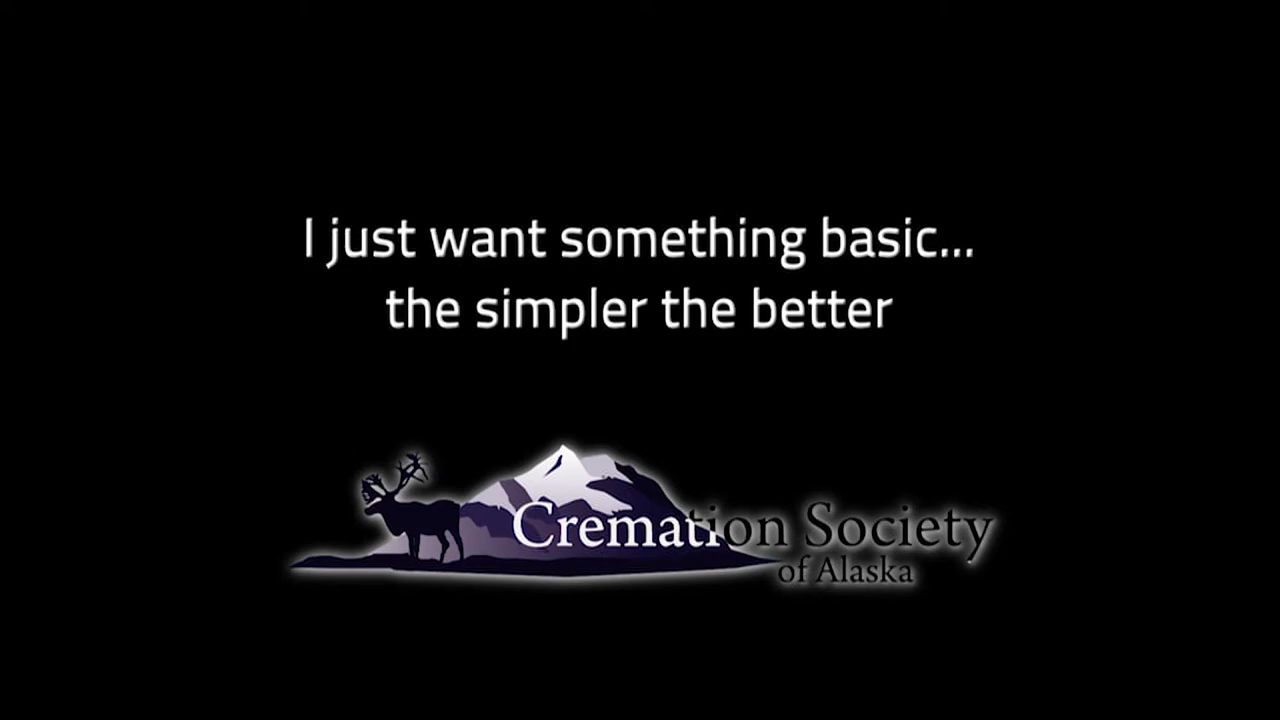 I just want something basic...
the simpler the better
Cremation Society
of Alaska